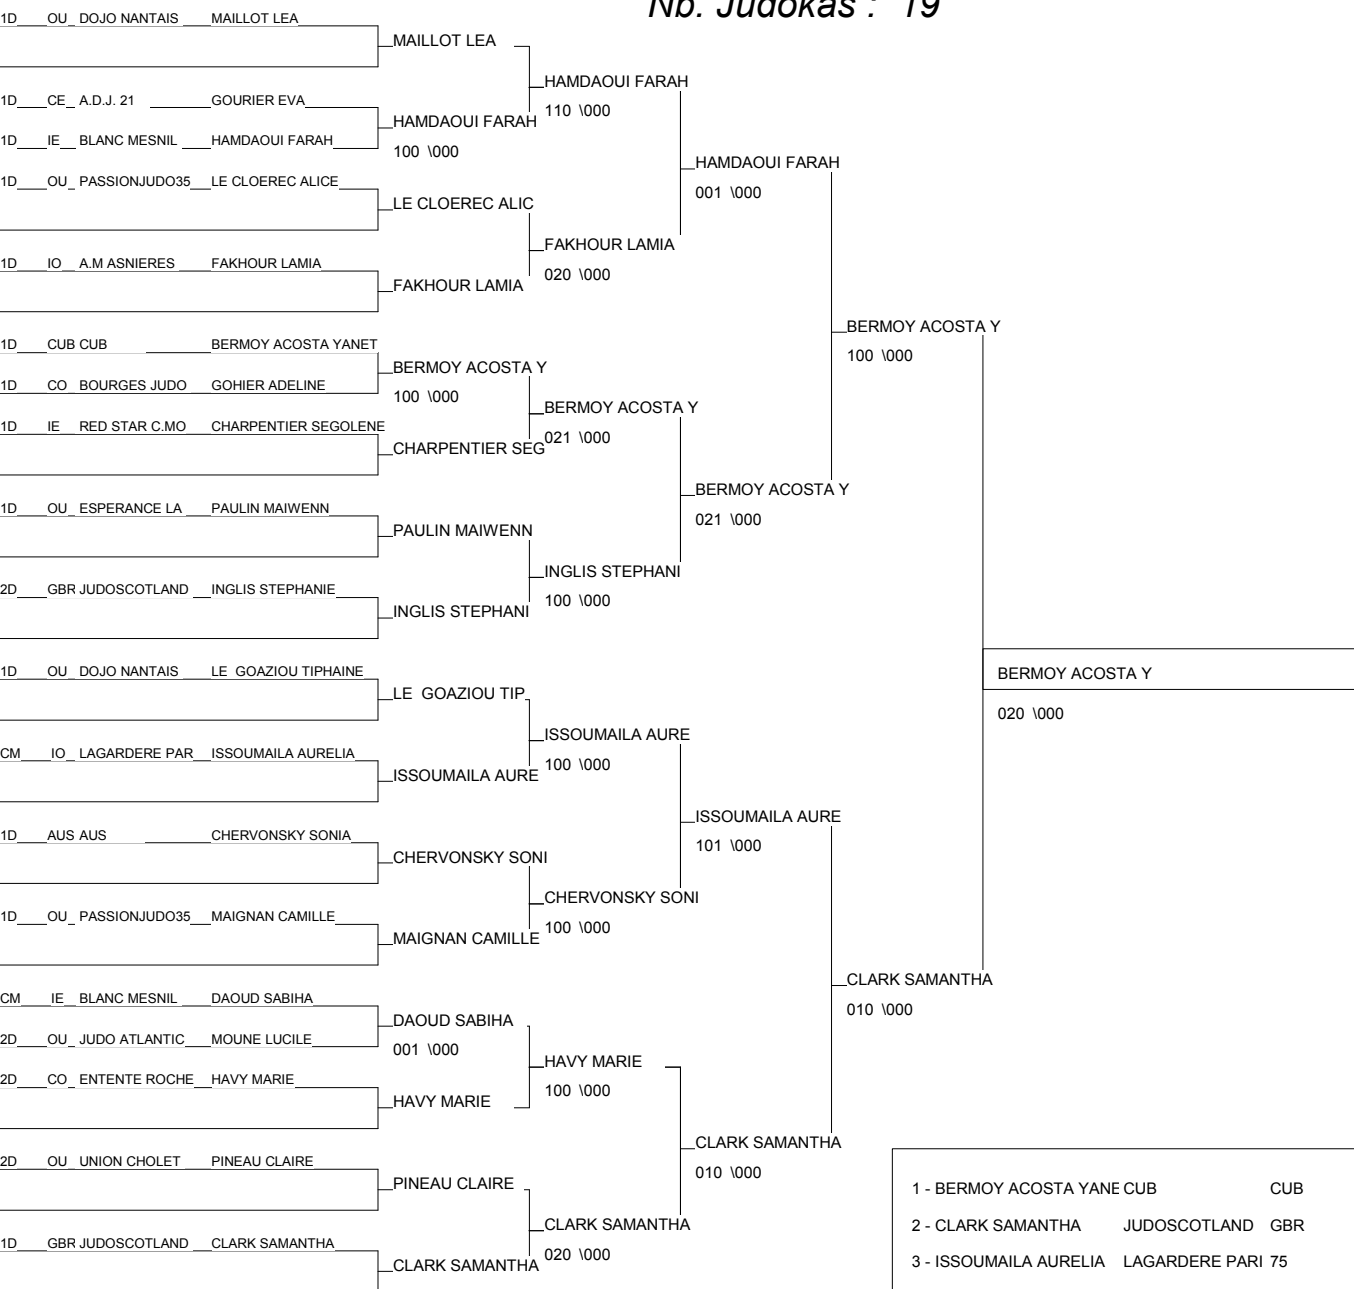 Nb. Judokas : 19
1D OU DOJO NANTAIS MAILLOT LEA
MAILLOT LEA
HAMDAOUI FARAH
110 \000
1D CE A.D.J. 21 GOURIER EVA
HAMDAOUI FARAH
100 \000
1D IE BLANC MESNIL HAMDAOUI FARAH
HAMDAOUI FARAH
001 \000
1D OU PASSIONJUDO35 LE CLOEREC ALICE
LE CLOEREC ALIC
FAKHOUR LAMIA
020 \000
1D IO A.M ASNIERES FAKHOUR LAMIA
FAKHOUR LAMIA
BERMOY ACOSTA Y
100 \000
1D CUB CUB BERMOY ACOSTA YANET
BERMOY ACOSTA Y
100 \000
1D CO BOURGES JUDO GOHIER ADELINE
BERMOY ACOSTA Y
021 \000
1D IE RED STAR C.MO CHARPENTIER SEGOLENE
CHARPENTIER SEG
BERMOY ACOSTA Y
021 \000
1D OU ESPERANCE LA PAULIN MAIWENN
PAULIN MAIWENN
INGLIS STEPHANI
100 \000
2D GBR JUDOSCOTLAND INGLIS STEPHANIE
INGLIS STEPHANI
1D OU DOJO NANTAIS LE GOAZIOU TIPHAINE
BERMOY ACOSTA Y
020 \000
LE GOAZIOU TIP
ISSOUMAILA AURE
100 \000
CM IO LAGARDERE PAR ISSOUMAILA AURELIA
ISSOUMAILA AURE
ISSOUMAILA AURE
101 \000
1D AUS AUS CHERVONSKY SONIA
CHERVONSKY SONI
CHERVONSKY SONI
100 \000
1D OU PASSIONJUDO35 MAIGNAN CAMILLE
MAIGNAN CAMILLE
CLARK SAMANTHA
010 \000
CM IE BLANC MESNIL DAOUD SABIHA
DAOUD SABIHA
001 \000
2D OU JUDO ATLANTIC MOUNE LUCILE
HAVY MARIE
100 \000
2D CO ENTENTE ROCHE HAVY MARIE
HAVY MARIE
CLARK SAMANTHA
010 \000
2D OU UNION CHOLET PINEAU CLAIRE
PINEAU CLAIRE
CLARK SAMANTHA
020 \000
1D GBR JUDOSCOTLAND CLARK SAMANTHA
CLARK SAMANTHA
1 - BERMOY ACOSTA YANE CUB CUB
2 - CLARK SAMANTHA JUDOSCOTLAND GBR
3 - ISSOUMAILA AURELIA LAGARDERE PARI 75